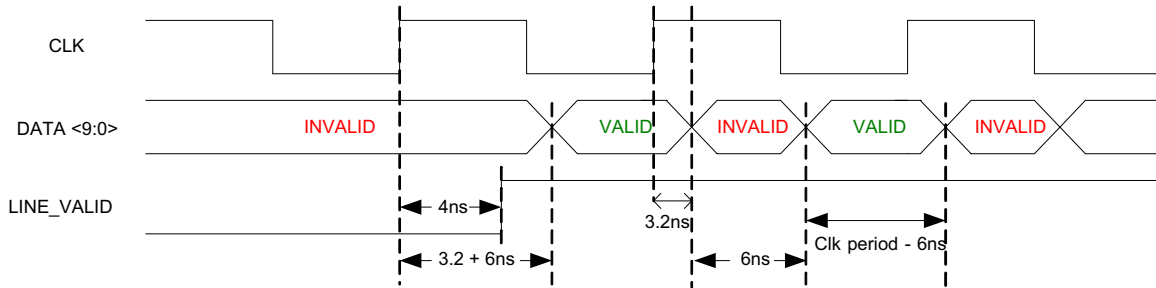 CLK
DATA <9:0>
INVALID
VALID
INVALID
VALID
INVALID
LINE_VALID
4ns
3.2ns
3.2 + 6ns
6ns
Clk period - 6ns